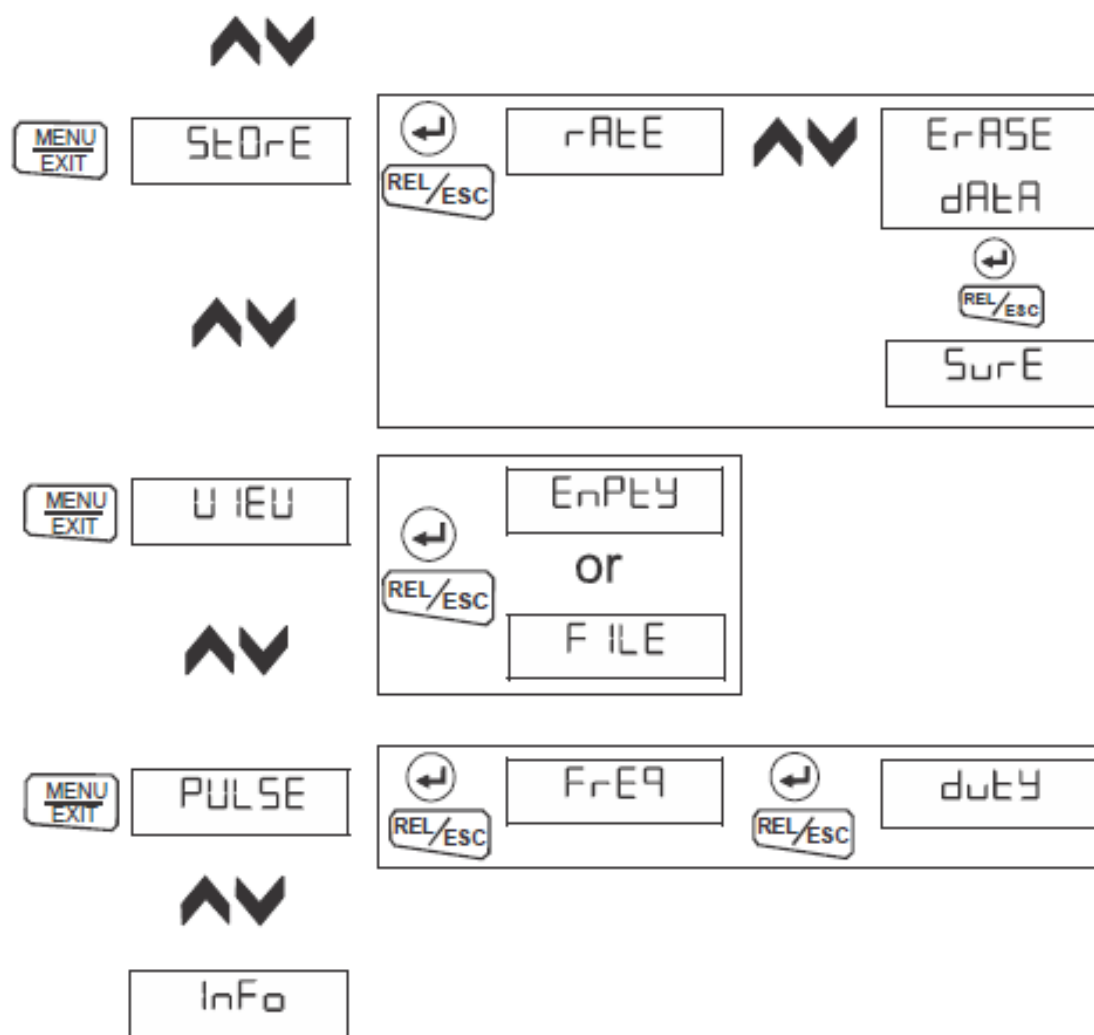 MENU
EXIT
StOrE
REL/ESC
rAtE
ErASE
dAtA
REL/ESC
SurE
MENU
EXIT
U IEU
REL/ESC
EnPtY
or
F ILE
MENU
EXIT
PULSE
REL/ESC
FrEq
REL/ESC
dutY
InFo